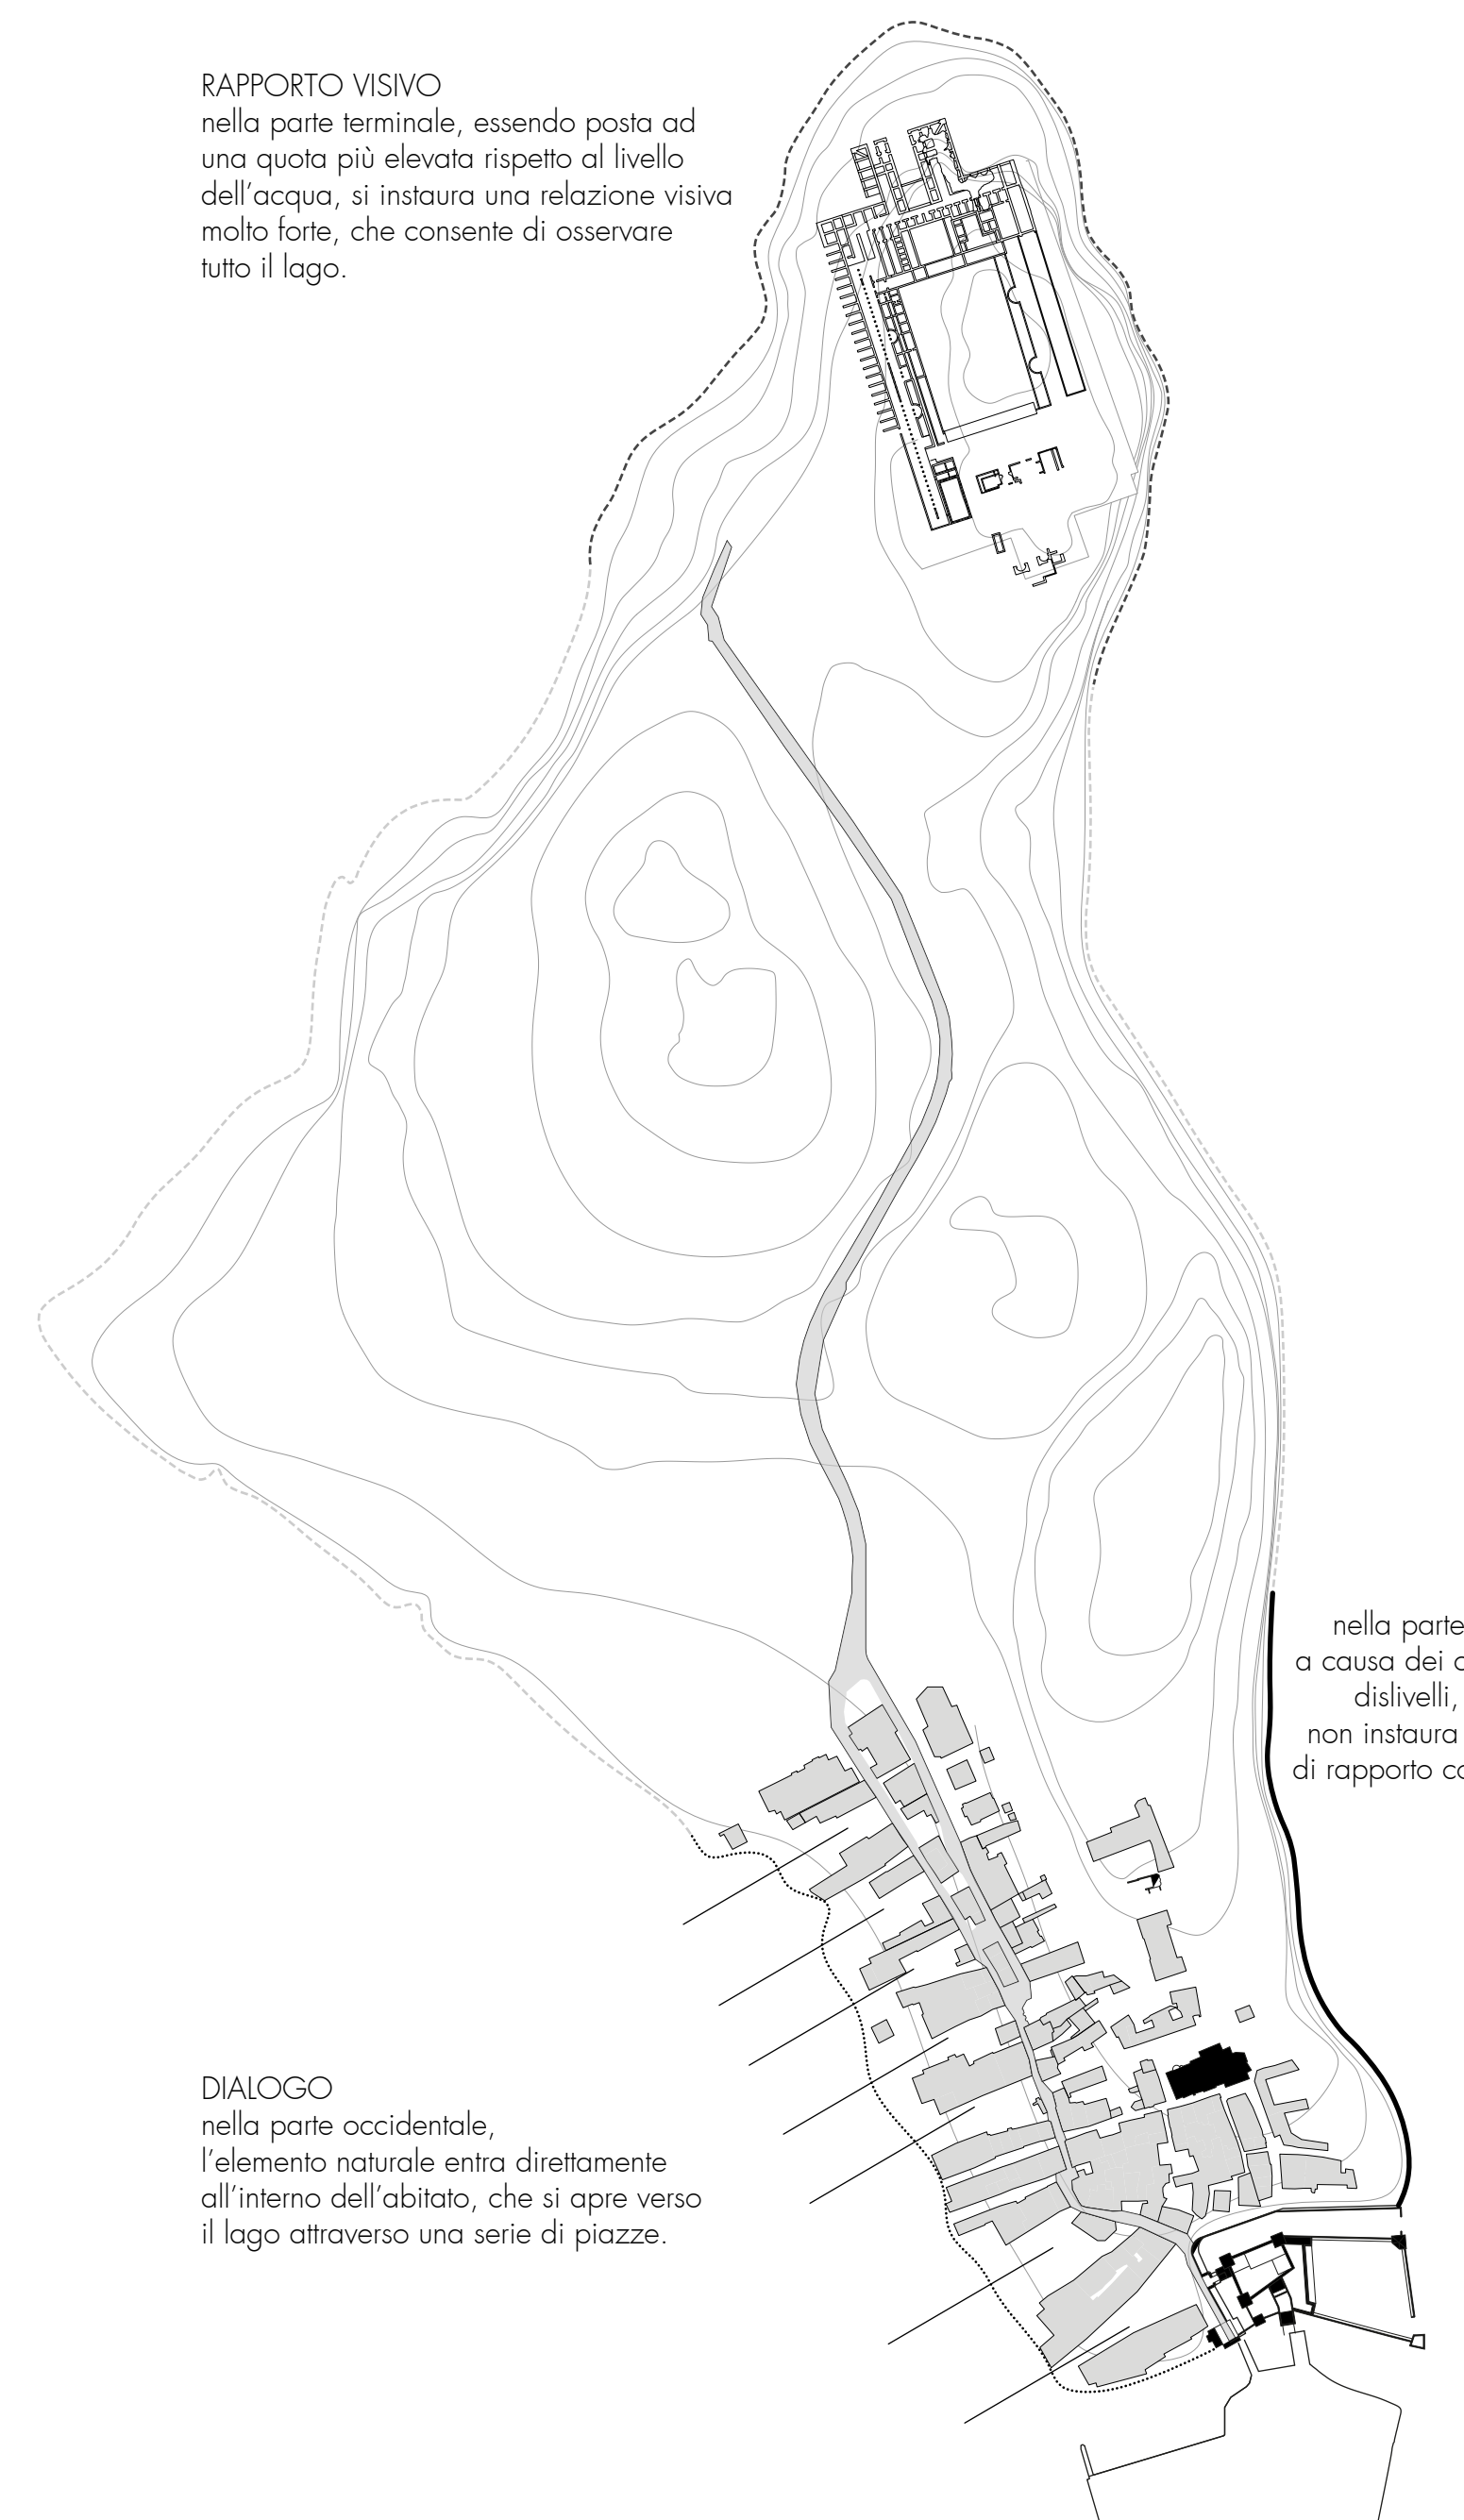 RAPPORTO VISIVO
nella parte terminale, essendo posta ad
una quota più elevata rispetto al livello
dell'acqua, si instaura una relazione visiva
molto forte, che consente di osservare
tutto il lago.
nella parte
a causa dei
dislivelli,
non instaura
di rapporto
DIALOGO
nella parte occidentale,
l'elemento naturale entra direttamente
all'interno dell'abitato, che si apre verso
il lago attraverso una serie di piazze.